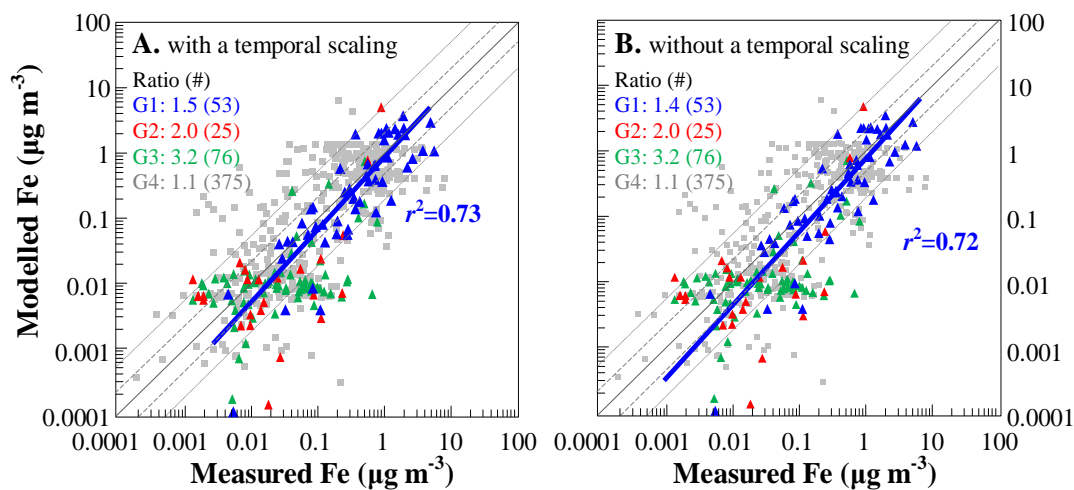 A. with a temporal scaling
Ratio (#)
G1: 1.5 (53)
G2: 2.0 (25)
G3: 3.2 (76)
G4: 1.1 (375)
r²=0.73
100
10
1
0.1
0.01
0.001
0.0001
Modelled Fe (µg m⁻³)
0.0001 0.001 0.01 0.1 1 10 100
Measured Fe (µg m⁻³)
B. without a temporal scaling
Ratio (#)
G1: 1.4 (53)
G2: 2.0 (25)
G3: 3.2 (76)
G4: 1.1 (375)
r²=0.72
100
10
1
0.1
0.01
0.001
0.0001
0.0001 0.001 0.01 0.1 1 10 100
Measured Fe (µg m⁻³)